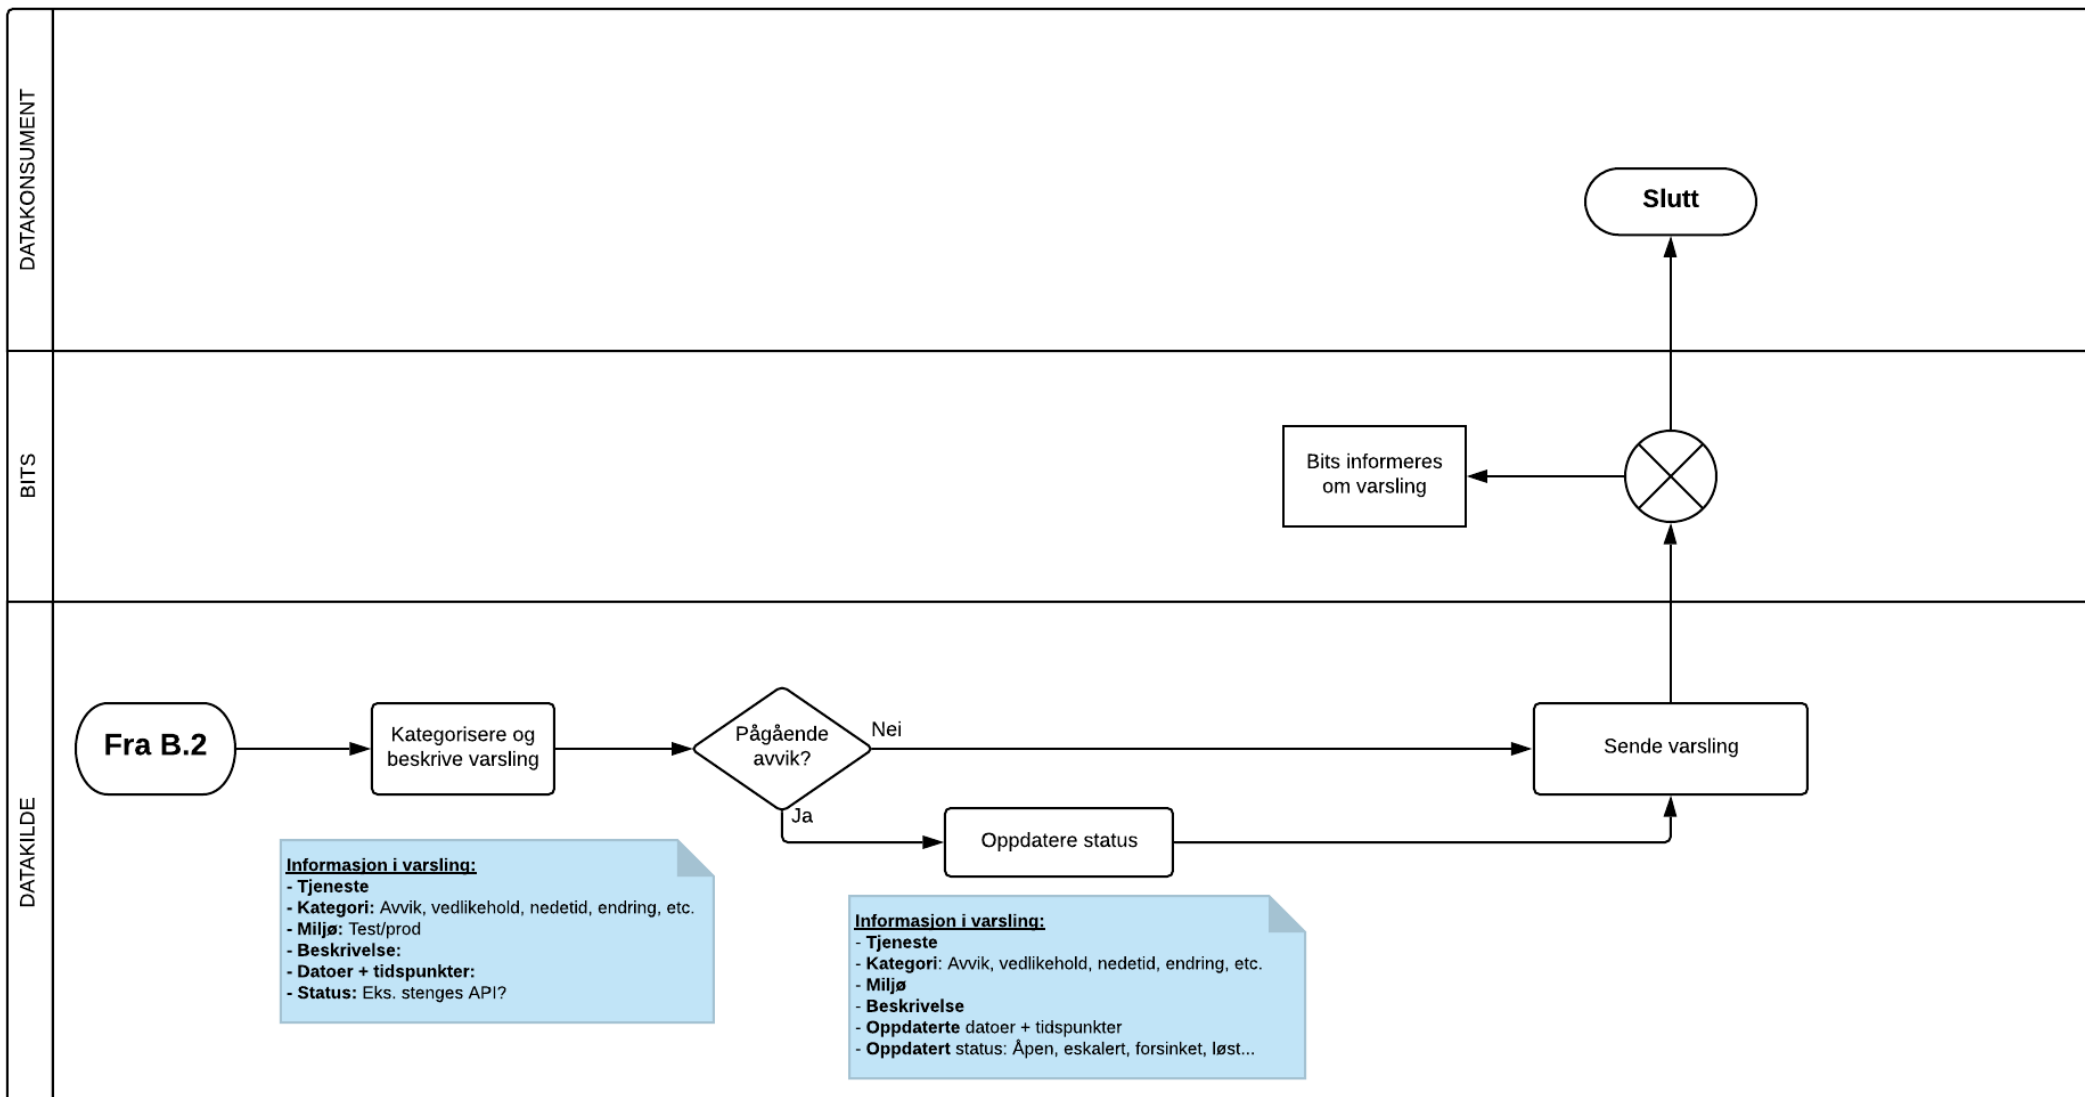 DATAKONSUMENT
Slutt
BITS
Bits informeres
om varsling
DATAKILDE
Fra B.2
Kategorisere og
beskrive varsling
Pågående
avvik?
Nei
Ja
Oppdatere status
Sende varsling
Informasjon i varsling:
- Tjeneste
- Kategori: Avvik, vedlikehold, nedetid, endring, etc.
- Miljø: Test/prod
- Beskrivelse:
- Datoer + tidspunkter:
- Status: Eks. stenges API?
Informasjon i varsling:
- Tjeneste
- Kategori: Avvik, vedlikehold, nedetid, endring, etc.
- Miljø
- Beskrivelse
- Oppdaterte datoer + tidspunkter
- Oppdatert status: Åpen, eskalert, forsinket, løst...